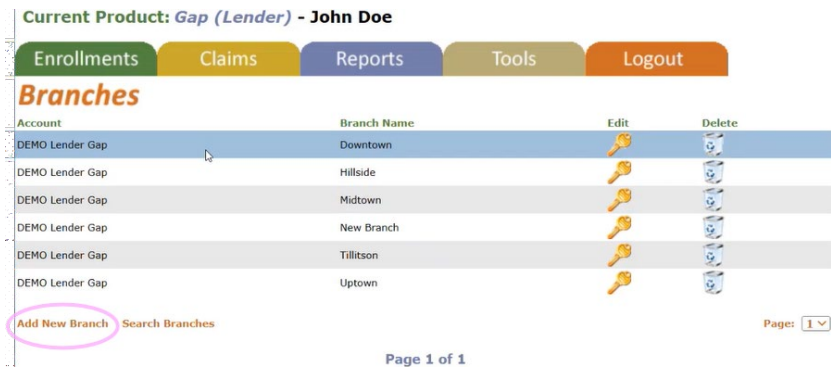 Current Product: Gap (Lender) - John Doe
Enrollments Claims Reports Tools Logout
Branches
Account Branch Name Edit Delete
DEMO Lender Gap Downtown
DEMO Lender Gap Hillside
DEMO Lender Gap Midtown
DEMO Lender Gap New Branch
DEMO Lender Gap Tillitson
DEMO Lender Gap Uptown
Add New Branch Search Branches Page: 1
Page 1 of 1